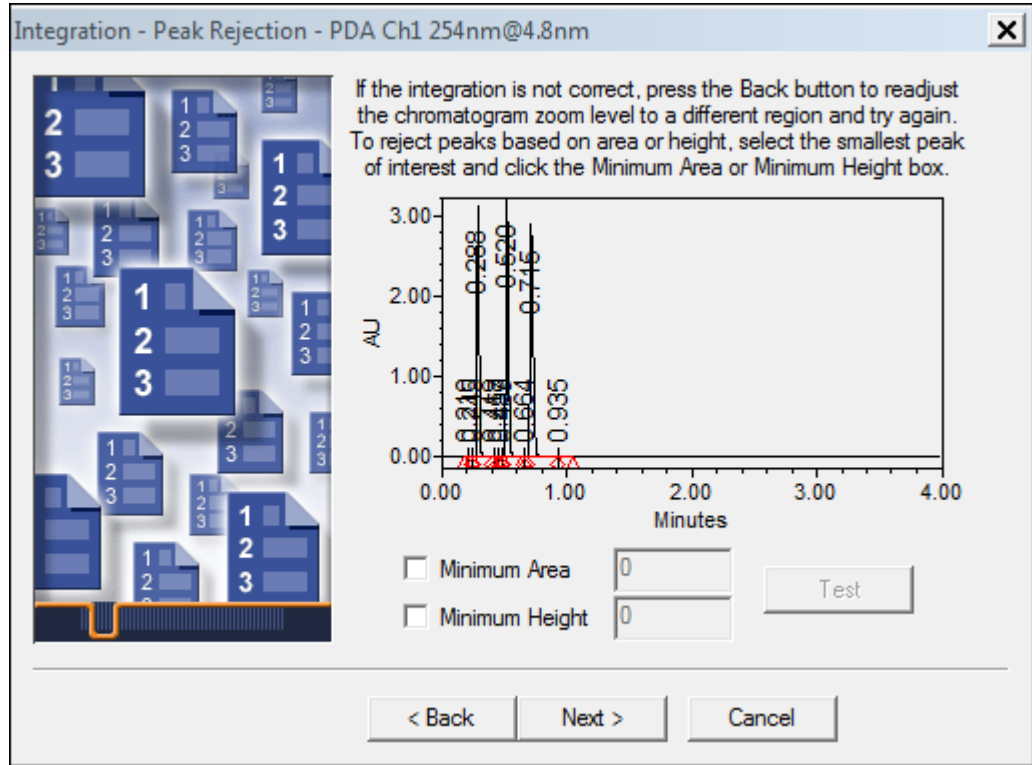 Integration - Peak Rejection - PDA Ch1 254nm@4.8nm
If the integration is not correct, press the Back button to readjust
the chromatogram zoom level to a different region and try again.
To reject peaks based on area or height, select the smallest peak
of interest and click the Minimum Area or Minimum Height box.
3.00
2.00
1.00
0.00
AU
0.288
0.520
0.715
0.664
0.935
0.00 1.00 2.00 3.00 4.00
Minutes
Minimum Area 0
Minimum Height 0
Test
< Back Next > Cancel
1
2
3